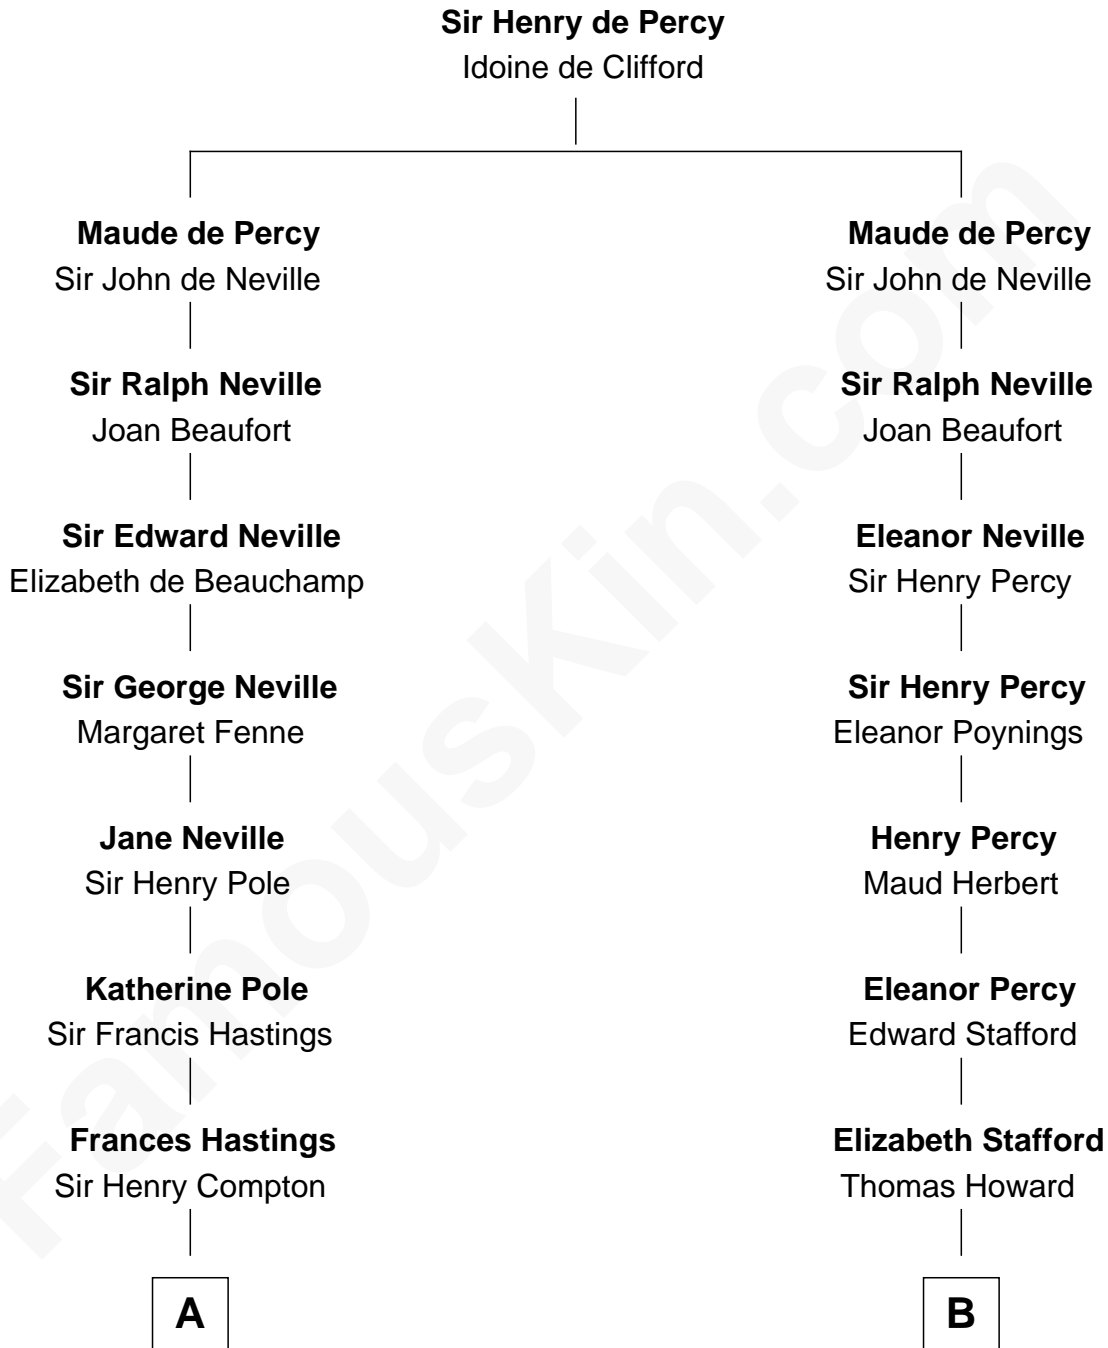 Sir Henry de Percy
Idoine de Clifford
Maude de Percy
Sir John de Neville
Sir Ralph Neville
Joan Beaufort
Sir Edward Neville
Elizabeth de Beauchamp
Sir George Neville
Margaret Fenne
Jane Neville
Sir Henry Pole
Katherine Pole
Sir Francis Hastings
Frances Hastings
Sir Henry Compton
A
Maude de Percy
Sir John de Neville
Sir Ralph Neville
Joan Beaufort
Eleanor Neville
Sir Henry Percy
Sir Henry Percy
Eleanor Poynings
Henry Percy
Maud Herbert
Eleanor Percy
Edward Stafford
Elizabeth Stafford
Thomas Howard
B
FamousKin.com